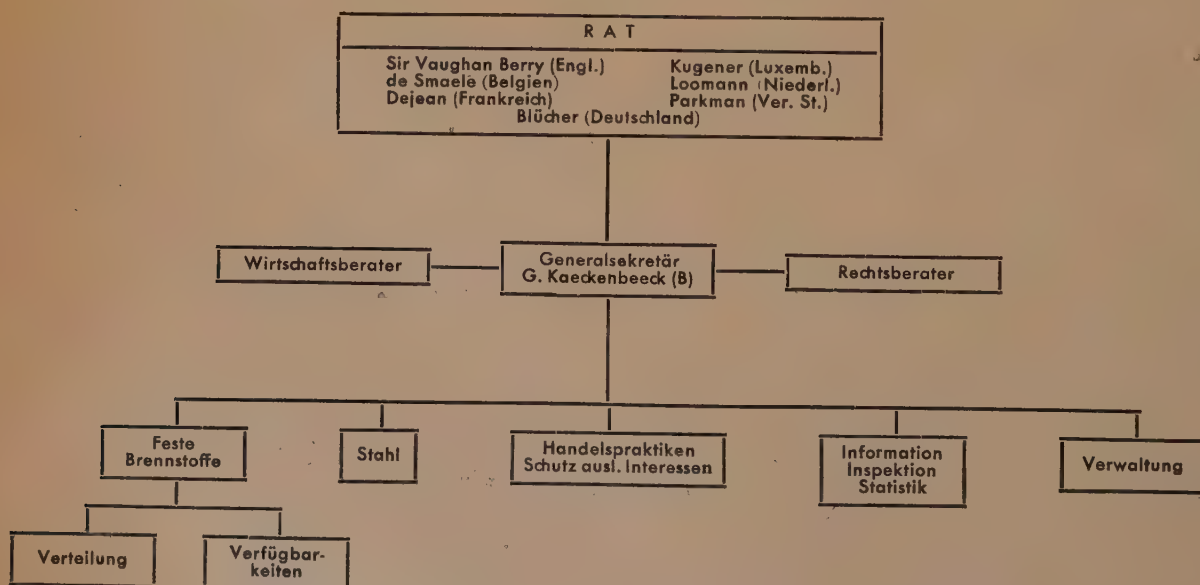 RAT
Sir Vaughan Berry (Engl.)
de Smaele (Belgien)
Dejean (Frankreich)
Kugener (Luxemb.)
Loomann (Niederl.)
Parkman (Ver. St.)
Blücher (Deutschland)
Wirtschaftsberater
Generalsekretär
G. Kaeckenbeeck (B)
Rechtsberater
Feste
Brennstoffe
Stahl
Handelspraktiken
Schutz ausl. Interessen
Information
Inspektion
Statistik
Verwaltung
Verteilung
Verfügbar-
keiten